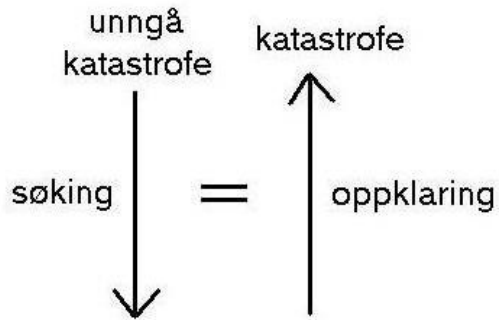 unngå
katastrofe
katastrofe
søking
=
oppklaring